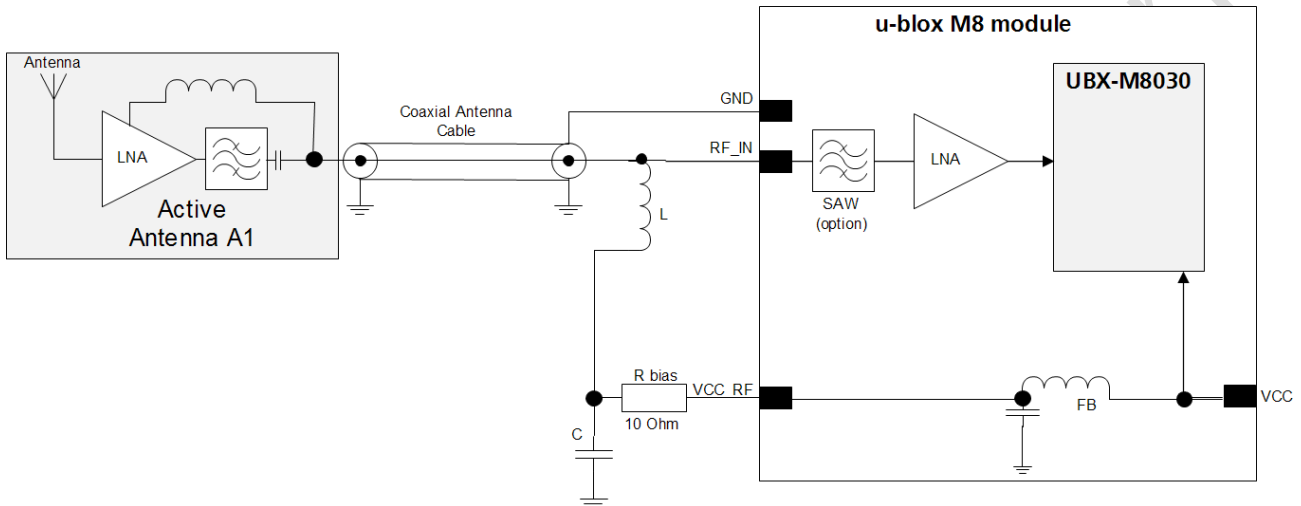 u-blox M8 module
Antenna
LNA
Active
Antenna A1
Coaxial Antenna
Cable
GND
RF_IN
SAW
(option)
LNA
UBX-M8030
L
R bias
10 Ohm
VCC_RF
C
FB
VCC